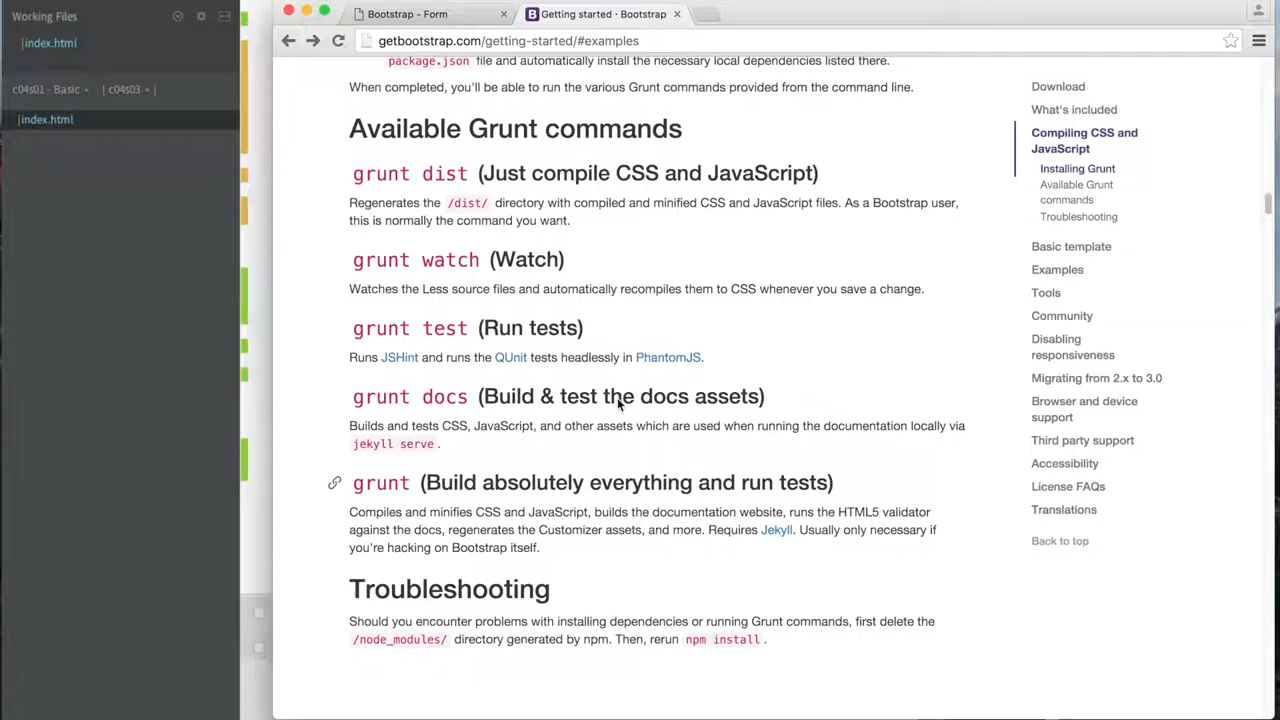 Working Files
index.html
c04s01 - Basic
c04s03
index.html
Bootstrap - Form
Getting started · Bootstrap
getbootstrap.com/getting-started/#examples
package.json file and automatically install the necessary local dependencies listed there.
When completed, you'll be able to run the various Grunt commands provided from the command line.
Available Grunt commands
grunt dist (Just compile CSS and JavaScript)
Regenerates the /dist/ directory with compiled and minified CSS and JavaScript files. As a Bootstrap user,
this is normally the command you want.
grunt watch (Watch)
Watches the Less source files and automatically recompiles them to CSS whenever you save a change.
grunt test (Run tests)
Runs JSHint and runs the QUnit tests headlessly in PhantomJS.
grunt docs (Build & test the docs assets)
Builds and tests CSS, JavaScript, and other assets which are used when running the documentation locally via
jekyll serve.
grunt (Build absolutely everything and run tests)
Compiles and minifies CSS and JavaScript, builds the documentation website, runs the HTML5 validator
against the docs, regenerates the Customizer assets, and more. Requires Jekyll. Usually only necessary if
you're hacking on Bootstrap itself.
Troubleshooting
Should you encounter problems with installing dependencies or running Grunt commands, first delete the
/node_modules/ directory generated by npm. Then, rerun npm install.
Download
What's included
Compiling CSS and
JavaScript
Installing Grunt
Available Grunt
commands
Troubleshooting
Basic template
Examples
Tools
Community
Disabling
responsiveness
Migrating from 2.x to 3.0
Browser and device
support
Third party support
Accessibility
License FAQs
Translations
Back to top